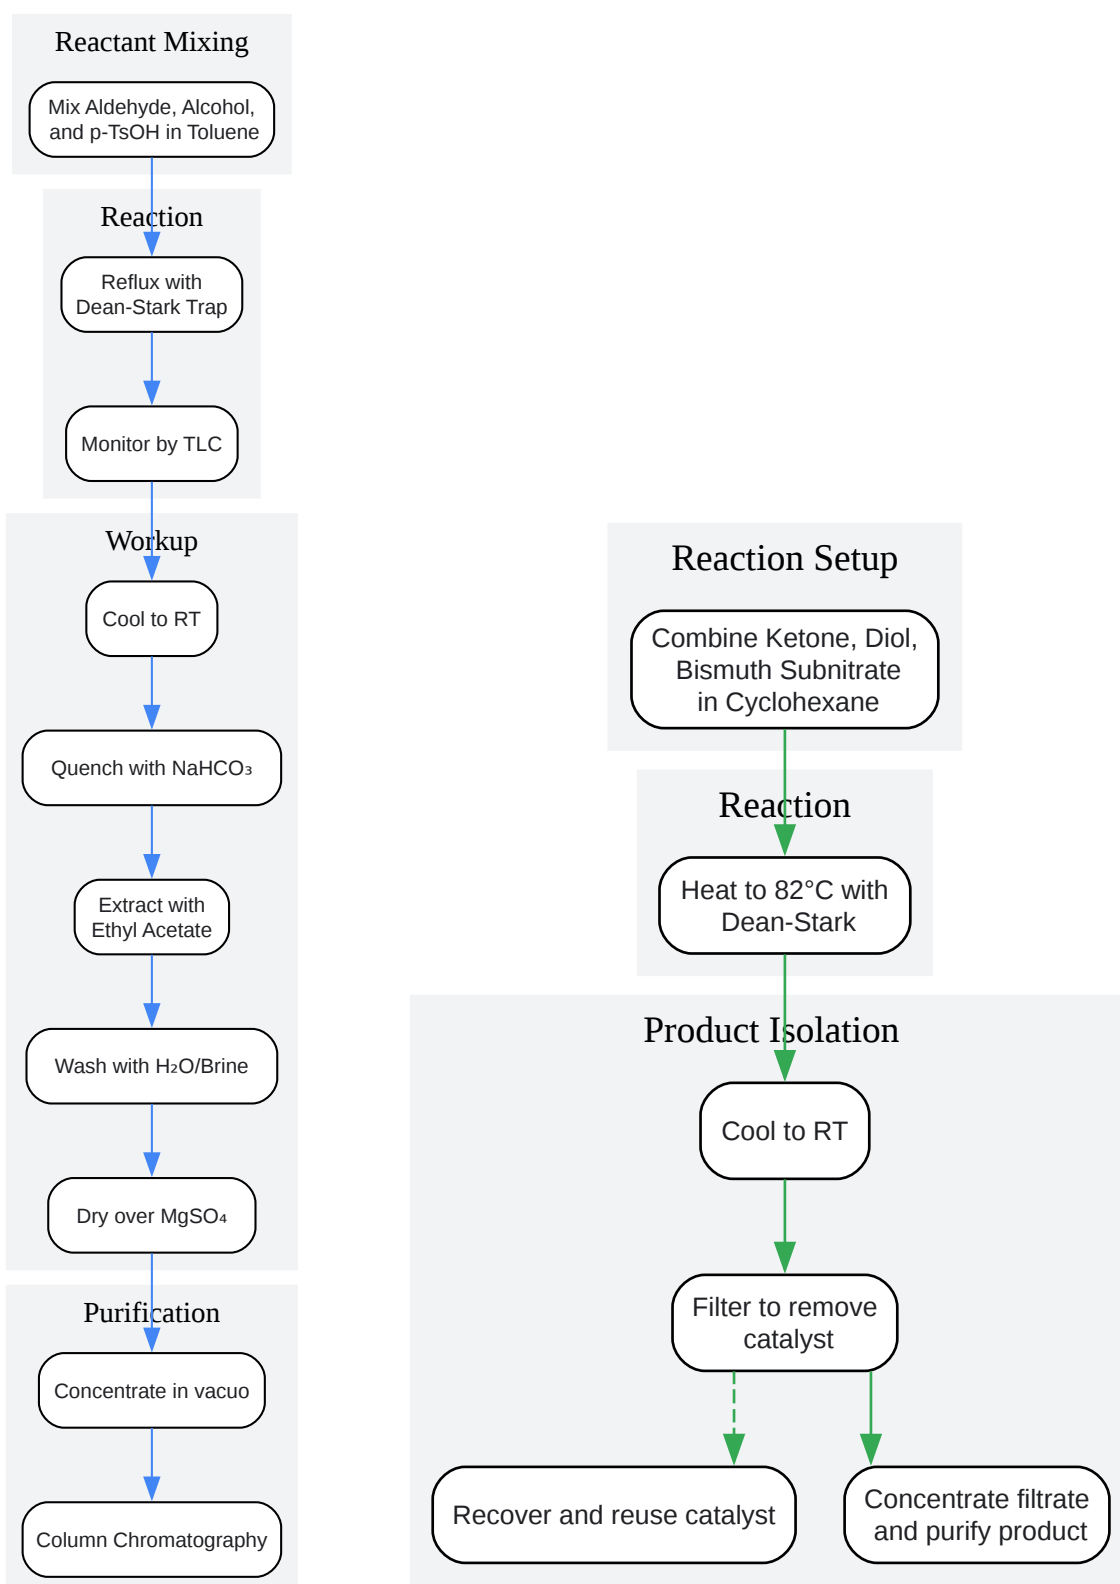 Reactant Mixing
Mix Aldehyde, Alcohol,
and p-TsOH in Toluene
Reaction
Reflux with
Dean-Stark Trap
Monitor by TLC
Workup
Cool to RT
Quench with NaHCO₃
Extract with
Ethyl Acetate
Wash with H₂O/Brine
Dry over MgSO₄
Purification
Concentrate in vacuo
Column Chromatography
Reaction Setup
Combine Ketone, Diol,
Bismuth Subnitrate
in Cyclohexane
Reaction
Heat to 82°C with
Dean-Stark
Product Isolation
Cool to RT
Filter to remove
catalyst
Recover and reuse catalyst
Concentrate filtrate
and purify product